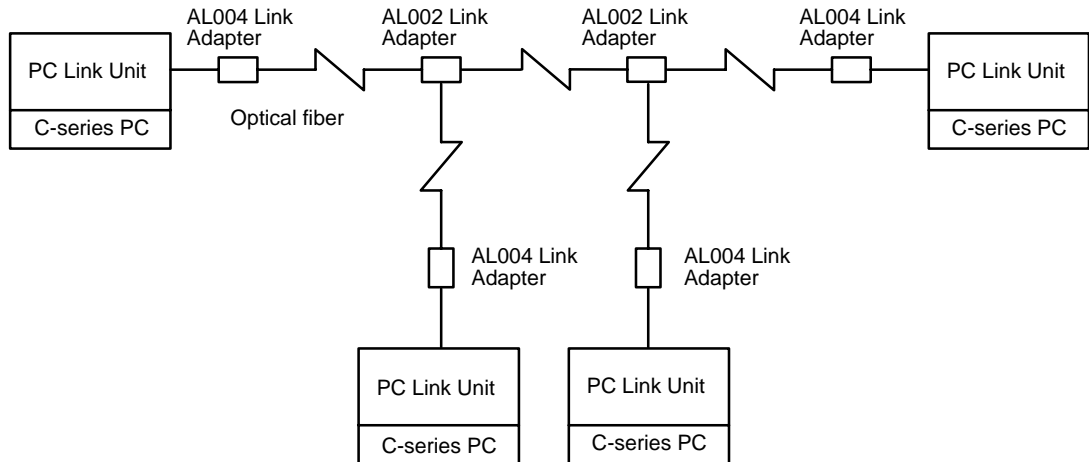 AL004 Link
Adapter
AL002 Link
Adapter
AL002 Link
Adapter
AL004 Link
Adapter
PC Link Unit
C-series PC
Optical fiber
PC Link Unit
C-series PC
AL004 Link
Adapter
AL004 Link
Adapter
PC Link Unit
C-series PC
PC Link Unit
C-series PC